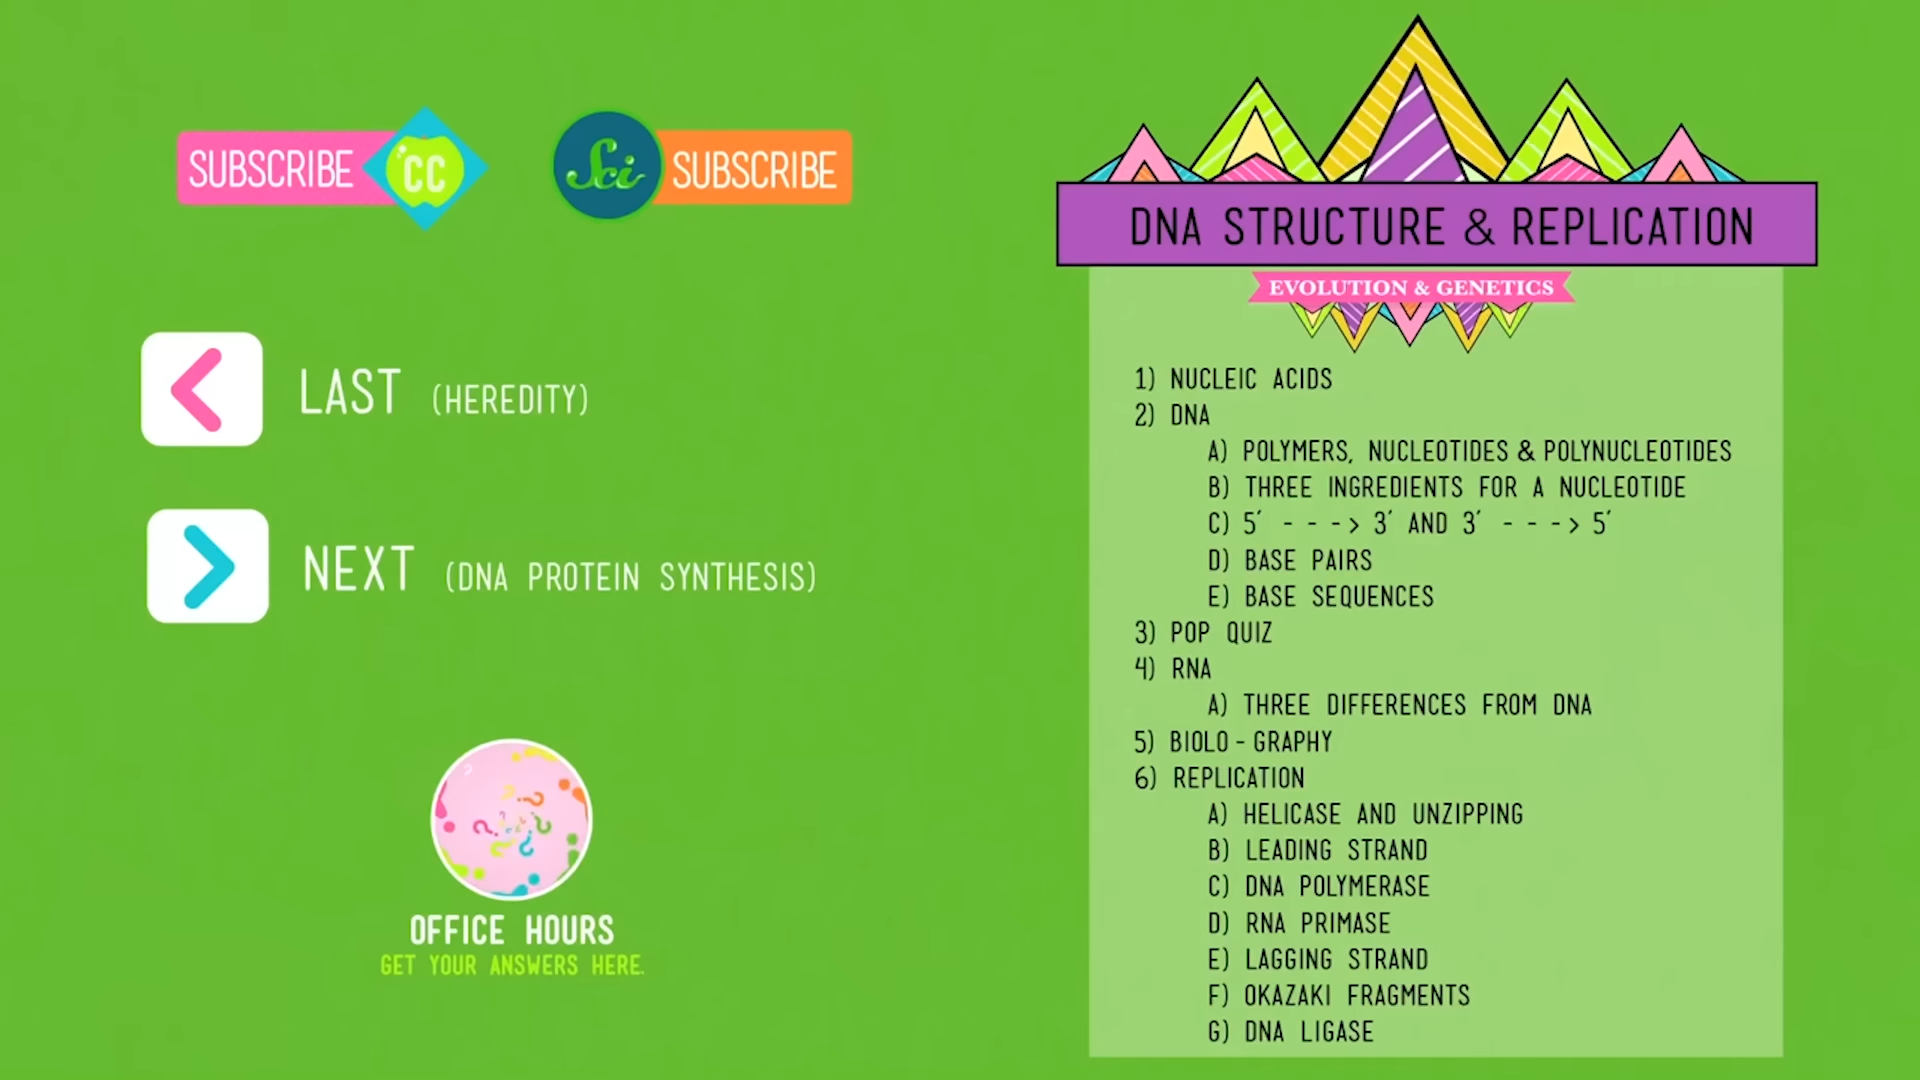 SUBSCRIBE CC
Sci SUBSCRIBE
LAST (HEREDITY)
NEXT (DNA PROTEIN SYNTHESIS)
OFFICE HOURS
GET YOUR ANSWERS HERE.
DNA STRUCTURE & REPLICATION
EVOLUTION & GENETICS
1) NUCLEIC ACIDS
2) DNA
A) POLYMERS, NUCLEOTIDES & POLYNUCLEOTIDES
B) THREE INGREDIENTS FOR A NUCLEOTIDE
C) 5' - - -> 3' AND 3' - - -> 5'
D) BASE PAIRS
E) BASE SEQUENCES
3) POP QUIZ
4) RNA
A) THREE DIFFERENCES FROM DNA
5) BIOLO - GRAPHY
6) REPLICATION
A) HELICASE AND UNZIPPING
B) LEADING STRAND
C) DNA POLYMERASE
D) RNA PRIMASE
E) LAGGING STRAND
F) OKAZAKI FRAGMENTS
G) DNA LIGASE